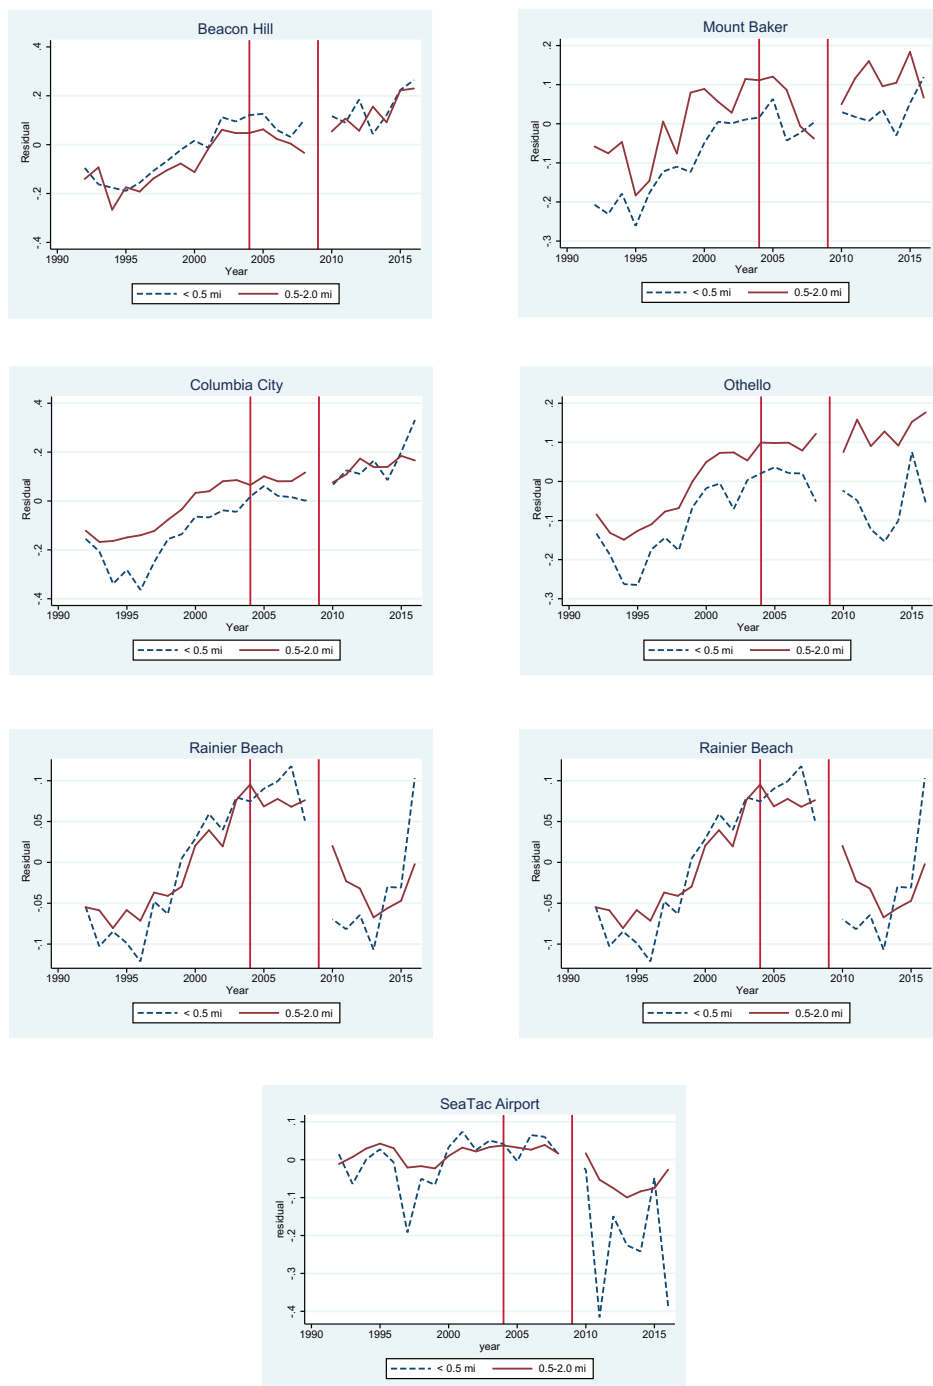 Beacon Hill
Residual
.4
.2
0
-.2
-.4
1990 1995 2000 2005 2010 2015
Year
< 0.5 mi 0.5-2.0 mi
Mount Baker
Residual
.2
.1
0
-.1
-.2
-.3
1990 1995 2000 2005 2010 2015
Year
< 0.5 mi 0.5-2.0 mi
Columbia City
Residual
.4
.2
0
-.2
-.4
1990 1995 2000 2005 2010 2015
Year
< 0.5 mi 0.5-2.0 mi
Othello
Residual
.2
.1
0
-.1
-.2
-.3
1990 1995 2000 2005 2010 2015
Year
< 0.5 mi 0.5-2.0 mi
Rainier Beach
Residual
.1
.05
0
-.05
-.1
1990 1995 2000 2005 2010 2015
Year
< 0.5 mi 0.5-2.0 mi
Rainier Beach
Residual
.1
.05
0
-.05
-.1
1990 1995 2000 2005 2010 2015
Year
< 0.5 mi 0.5-2.0 mi
SeaTac Airport
residual
.1
0
-.1
-.2
-.3
-.4
1990 1995 2000 2005 2010 2015
year
< 0.5 mi 0.5-2.0 mi